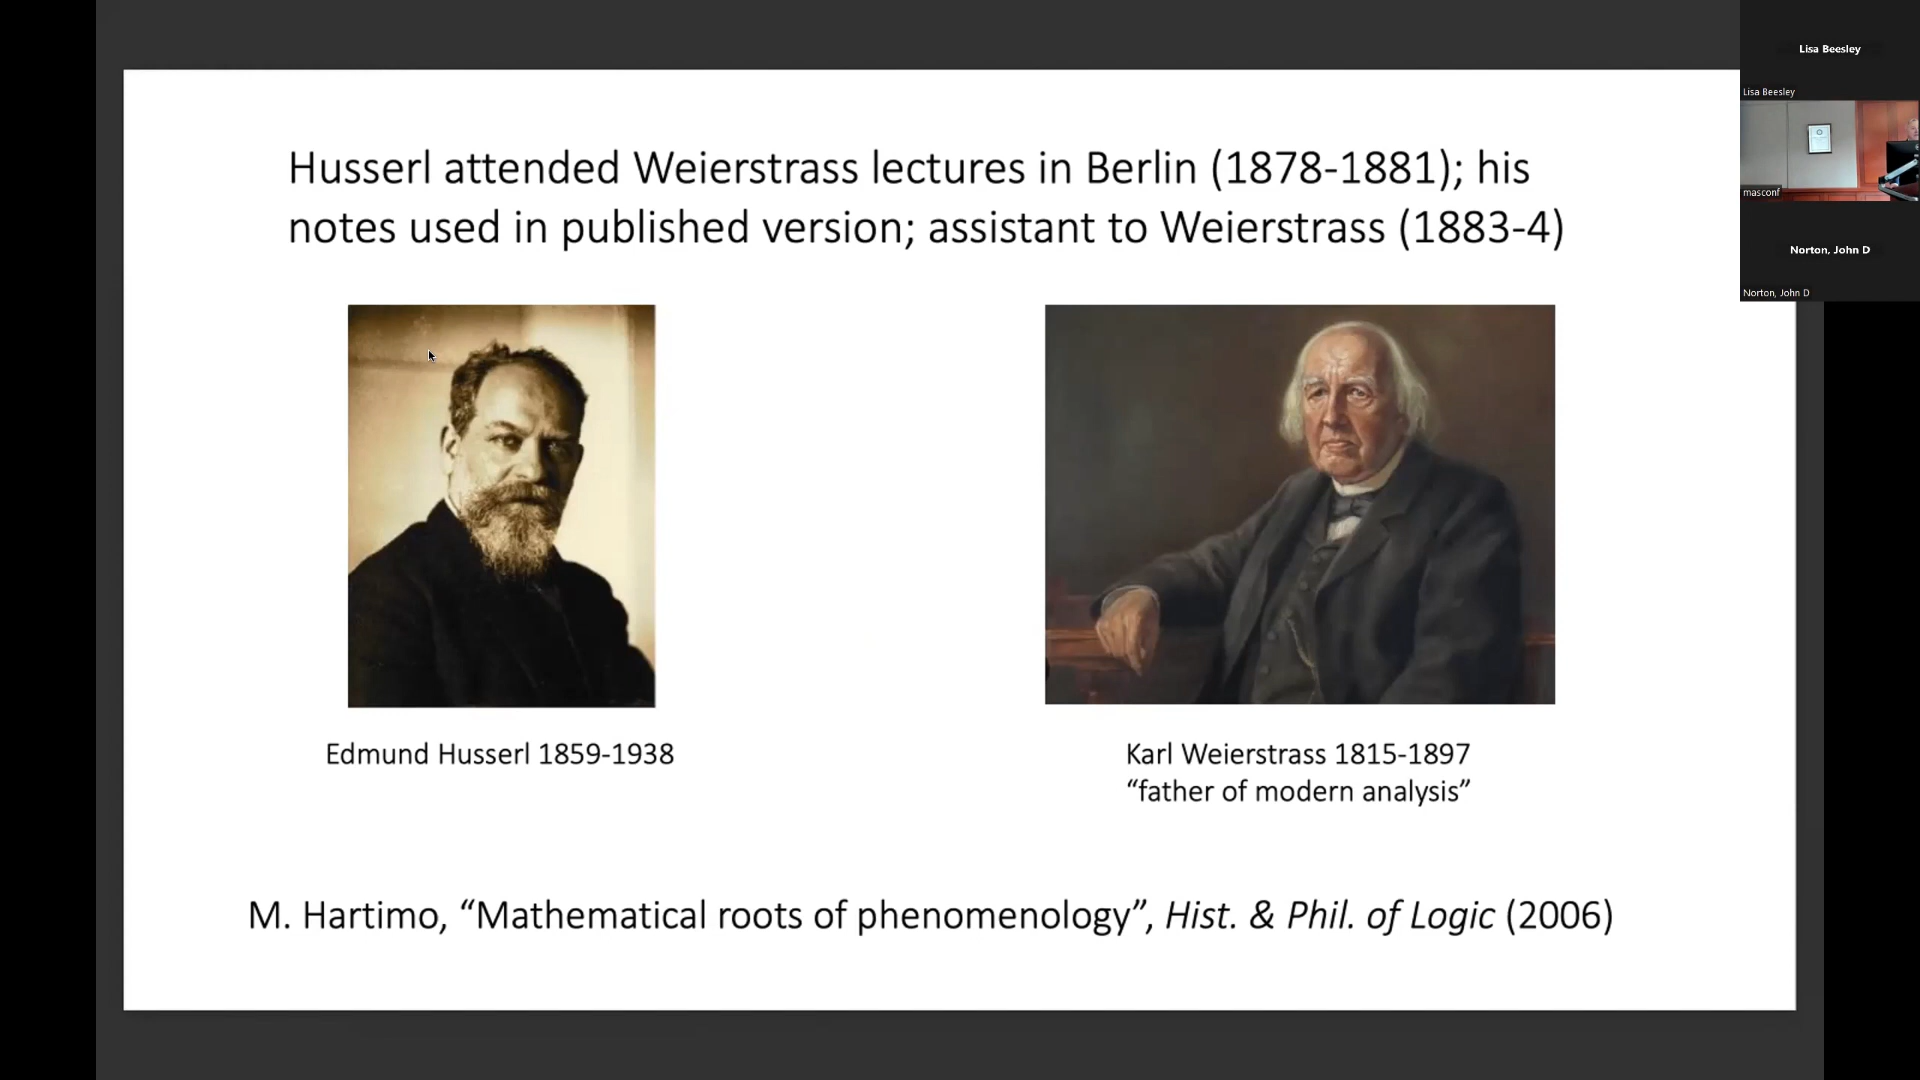 Husserl attended Weierstrass lectures in Berlin (1878-1881); his
notes used in published version; assistant to Weierstrass (1883-4)
Edmund Husserl 1859-1938
Karl Weierstrass 1815-1897
“father of modern analysis”
M. Hartimo, “Mathematical roots of phenomenology”, Hist. & Phil. of Logic (2006)
Lisa Beesley
Lisa Beesley
masconf
Norton, John D
Norton, John D